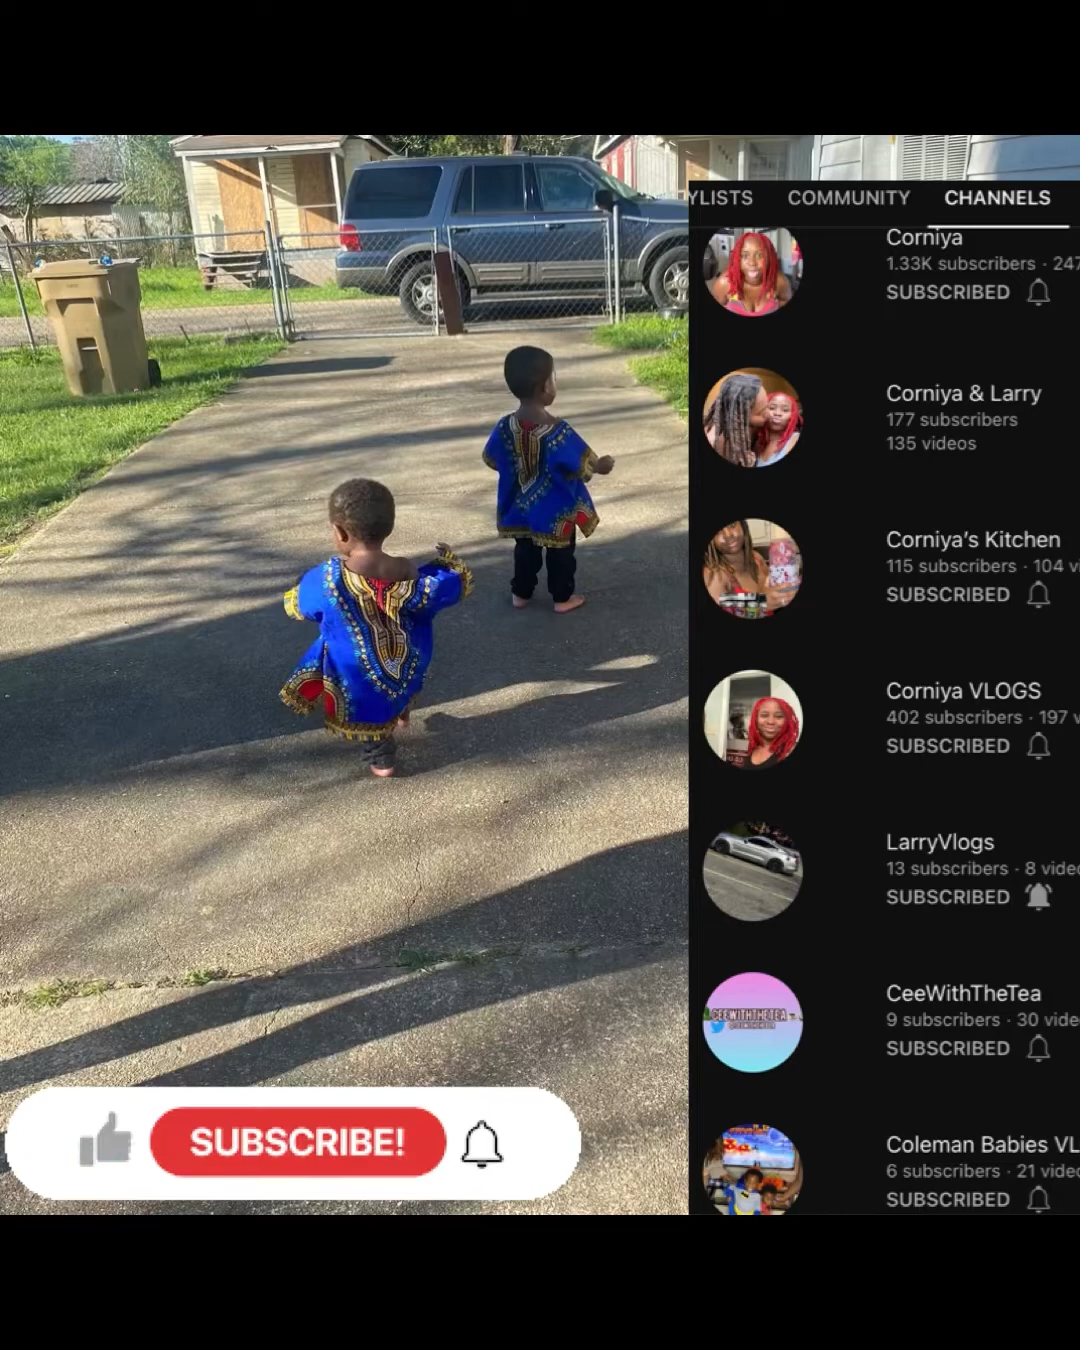 YLISTS COMMUNITY CHANNELS
Corniya
1.33K subscribers · 247
SUBSCRIBED
Corniya & Larry
177 subscribers
135 videos
Corniya's Kitchen
115 subscribers · 104 vi
SUBSCRIBED
Corniya VLOGS
402 subscribers · 197 v
SUBSCRIBED
LarryVlogs
13 subscribers · 8 vide
SUBSCRIBED
CEEWITHTHETEA
CeeWithTheTea
9 subscribers · 30 vide
SUBSCRIBED
Coleman Babies VL
6 subscribers · 21 vide
SUBSCRIBED
SUBSCRIBE!